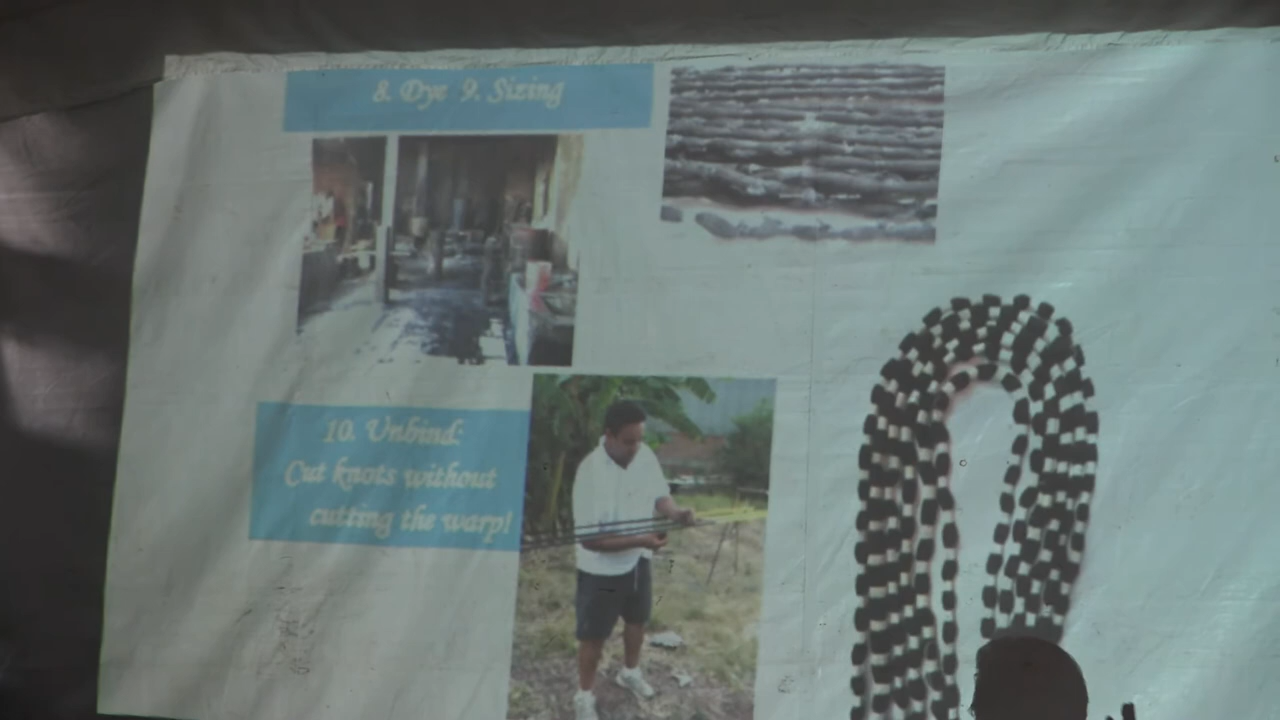 8. Dye 9. Sizing
10. Unbind:
Cut knots without
cutting the warp!